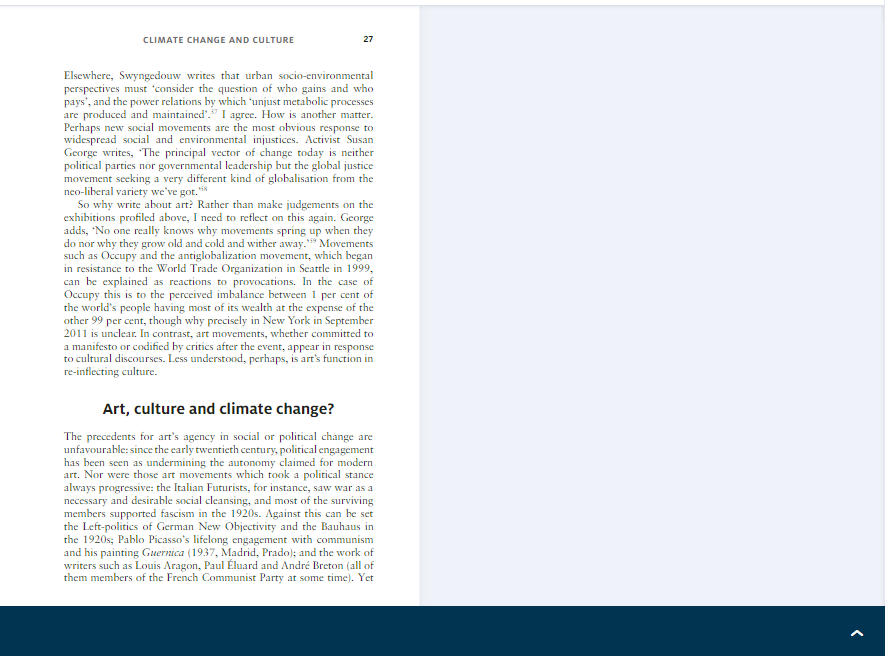 CLIMATE CHANGE AND CULTURE 27
Elsewhere, Swyngedouw writes that urban socio-environmental
perspectives must ‘consider the question of who gains and who
pays’, and the power relations by which ‘unjust metabolic processes
are produced and maintained’.³⁷ I agree. How is another matter.
Perhaps new social movements are the most obvious response to
widespread social and environmental injustices. Activist Susan
George writes, ‘The principal vector of change today is neither
political parties nor governmental leadership but the global justice
movement seeking a very different kind of globalisation from the
neo-liberal variety we’ve got.’³⁸
So why write about art? Rather than make judgements on the
exhibitions profiled above, I need to reflect on this again. George
adds, ‘No one really knows why movements spring up when they
do nor why they grow old and cold and wither away.’³⁹ Movements
such as Occupy and the antiglobalization movement, which began
in resistance to the World Trade Organization in Seattle in 1999,
can be explained as reactions to provocations. In the case of
Occupy this is to the perceived imbalance between 1 per cent of
the world’s people having most of its wealth at the expense of the
other 99 per cent, though why precisely in New York in September
2011 is unclear. In contrast, art movements, whether committed to
a manifesto or codified by critics after the event, appear in response
to cultural discourses. Less understood, perhaps, is art’s function in
re-inflecting culture.
Art, culture and climate change?
The precedents for art’s agency in social or political change are
unfavourable: since the early twentieth century, political engagement
has been seen as undermining the autonomy claimed for modern
art. Nor were those art movements which took a political stance
always progressive: the Italian Futurists, for instance, saw war as a
necessary and desirable social cleansing, and most of the surviving
members supported fascism in the 1920s. Against this can be set
the Left-politics of German New Objectivity and the Bauhaus in
the 1920s; Pablo Picasso’s lifelong engagement with communism
and his painting Guernica (1937, Madrid, Prado); and the work of
writers such as Louis Aragon, Paul Éluard and André Breton (all of
them members of the French Communist Party at some time). Yet